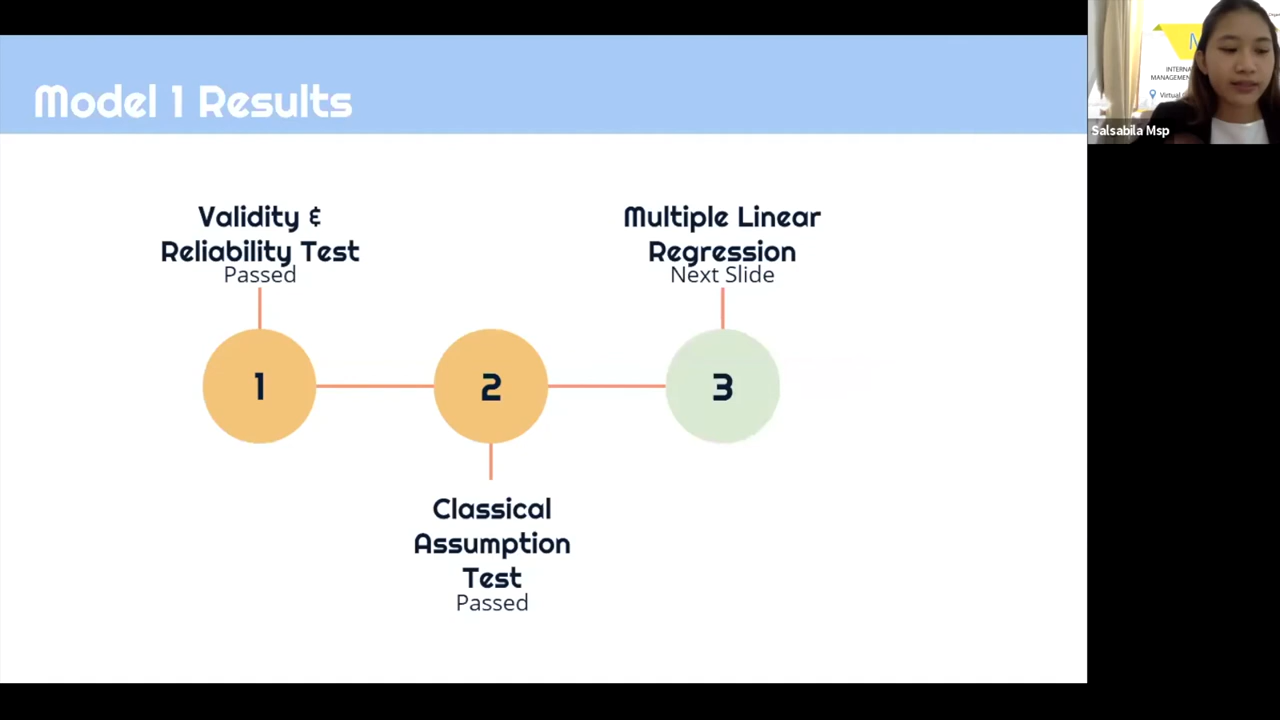 Model 1 Results
Validity &
Reliability Test
Passed
Multiple Linear
Regression
Next Slide
1
2
3
Classical
Assumption
Test
Passed
INTERNA
MANAGEMEN
Virtual
Salsabila Msp